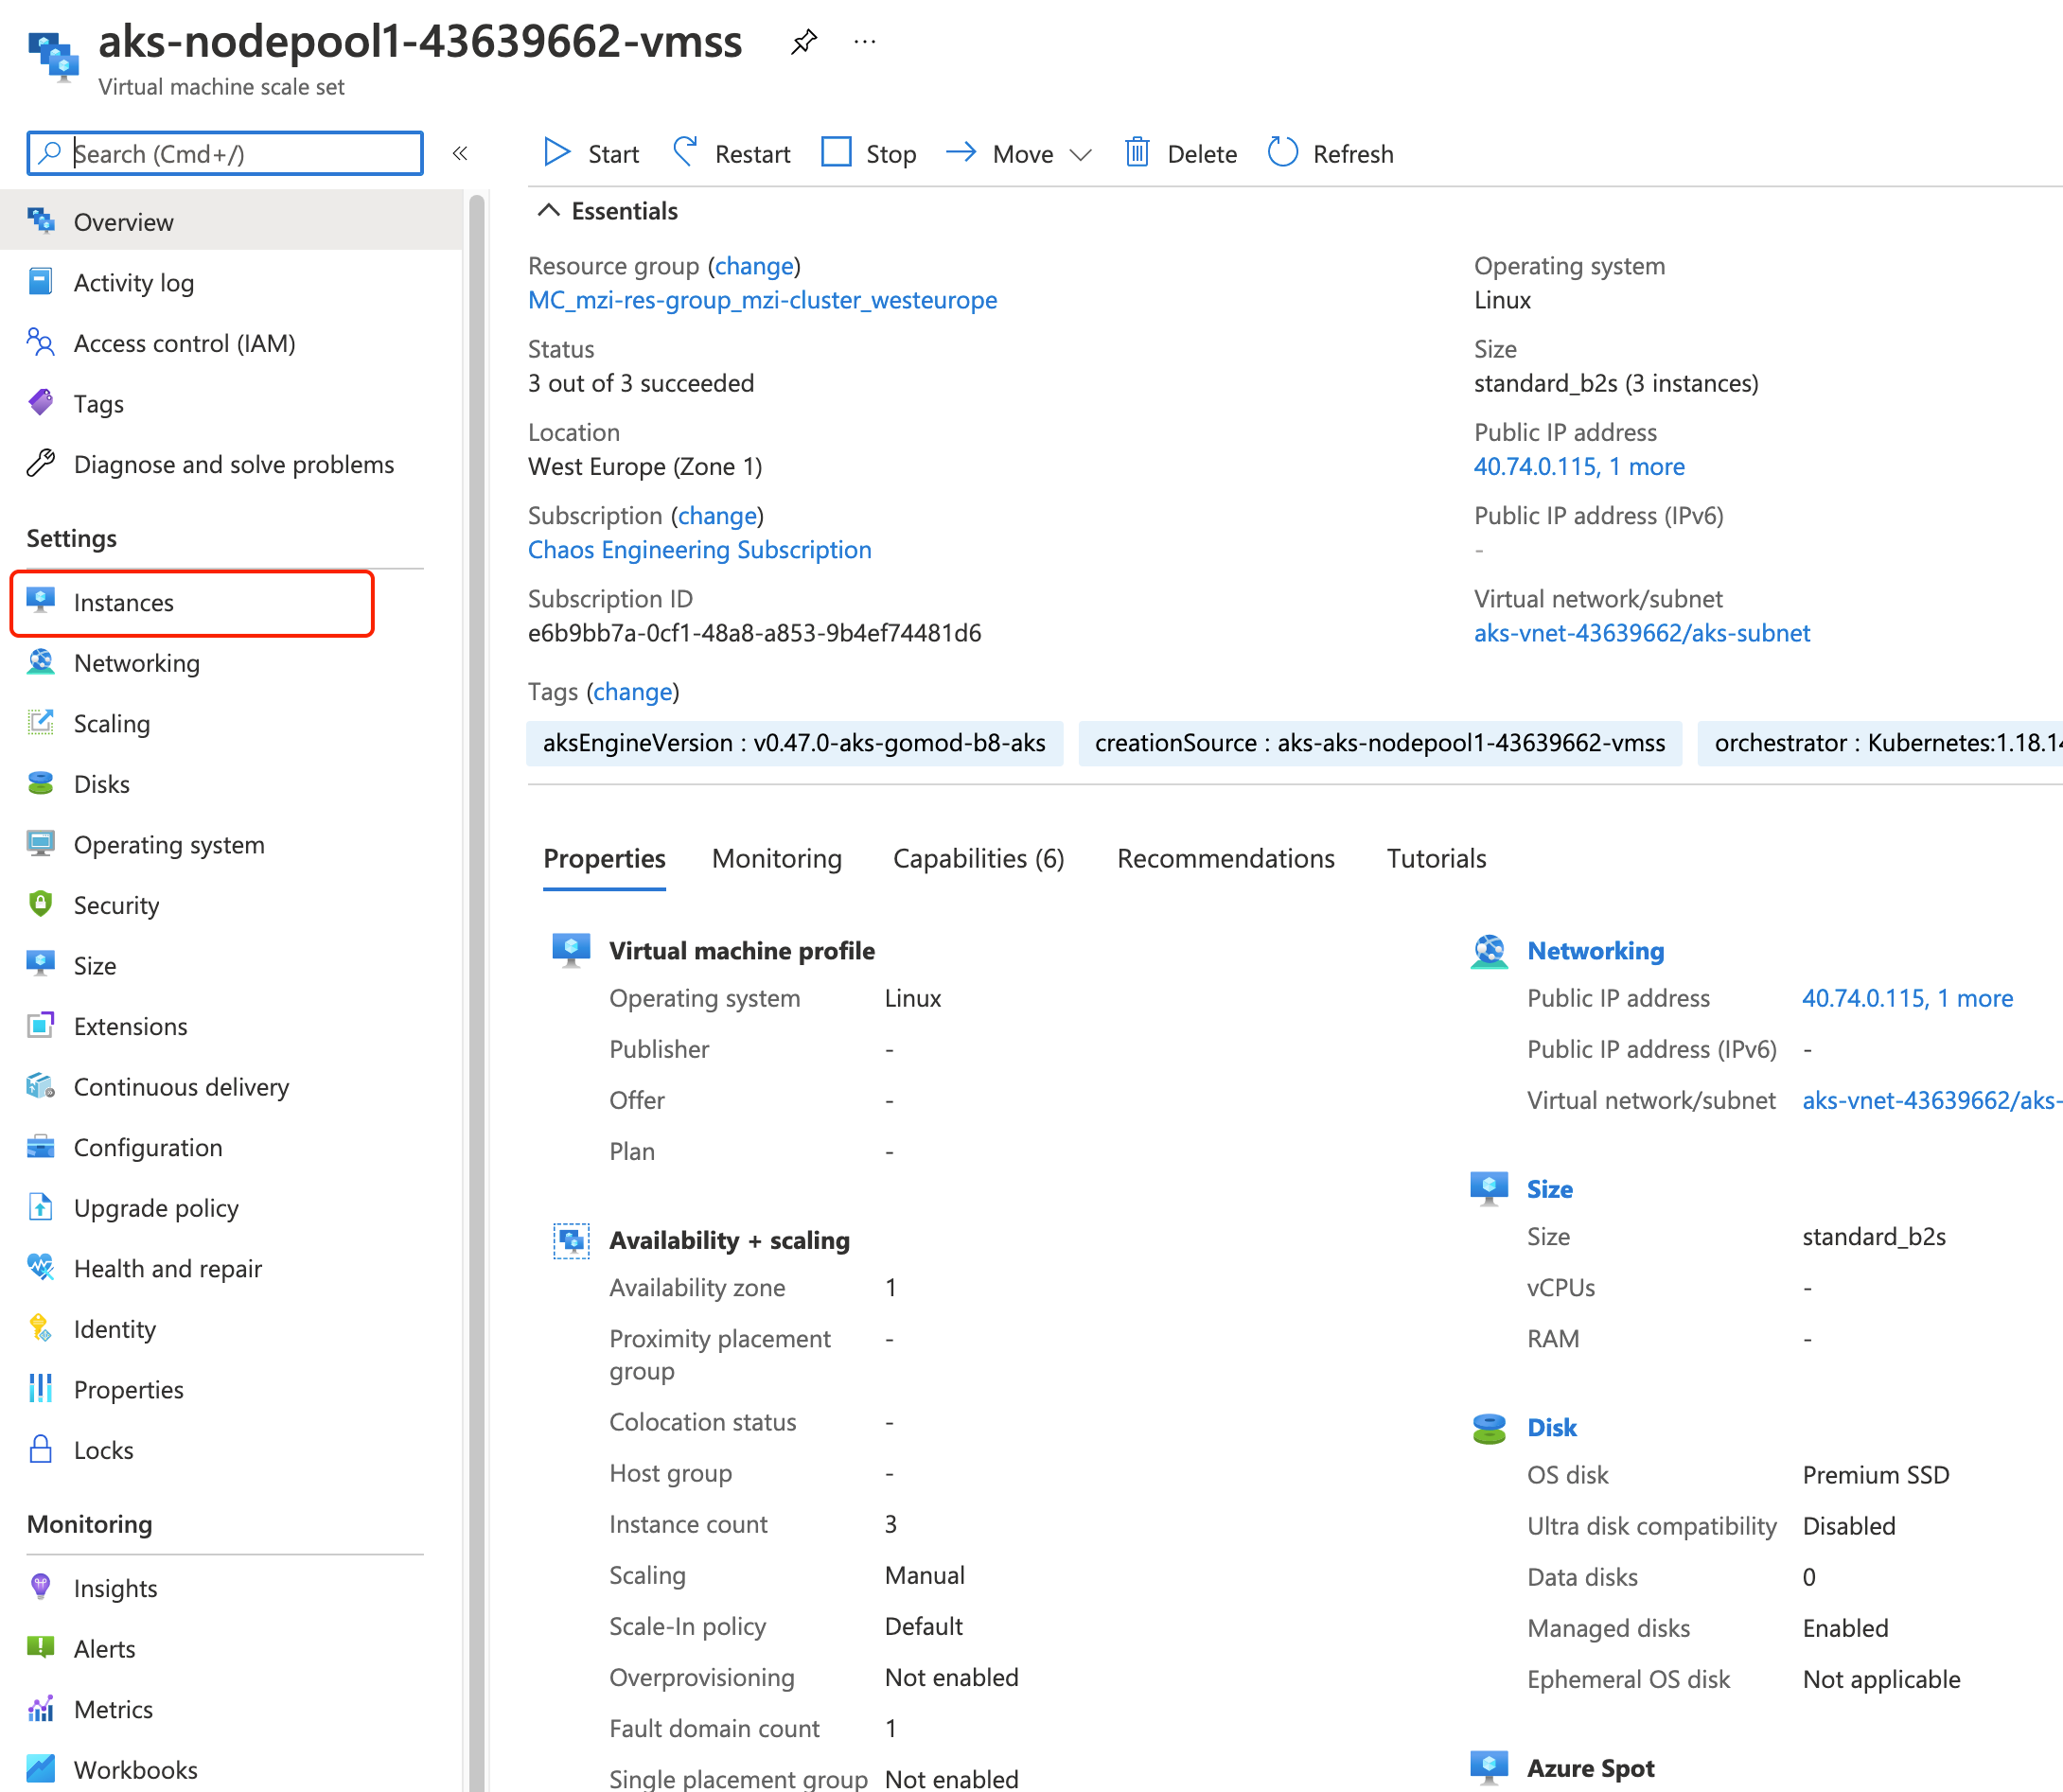 aks-nodepool1-43639662-vmss
Virtual machine scale set
Search (Cmd+/)
Start
Restart
Stop
Move
Delete
Refresh
Overview
Activity log
Access control (IAM)
Tags
Diagnose and solve problems
Settings
Instances
Networking
Scaling
Disks
Operating system
Security
Size
Extensions
Continuous delivery
Configuration
Upgrade policy
Health and repair
Identity
Properties
Locks
Monitoring
Insights
Alerts
Metrics
Workbooks
Essentials
Resource group (change)
MC_mzi-res-group_mzi-cluster_westeurope
Status
3 out of 3 succeeded
Location
West Europe (Zone 1)
Subscription (change)
Chaos Engineering Subscription
Subscription ID
e6b9bb7a-0cf1-48a8-a853-9b4ef74481d6
Operating system
Linux
Size
standard_b2s (3 instances)
Public IP address
40.74.0.115, 1 more
Public IP address (IPv6)
-
Virtual network/subnet
aks-vnet-43639662/aks-subnet
Tags (change)
aksEngineVersion : v0.47.0-aks-gomod-b8-aks
creationSource : aks-aks-nodepool1-43639662-vmss
orchestrator : Kubernetes:1.18.14
Properties
Monitoring
Capabilities (6)
Recommendations
Tutorials
Virtual machine profile
Operating system Linux
Publisher -
Offer -
Plan -
Availability + scaling
Availability zone 1
Proximity placement -
group
Colocation status -
Host group -
Instance count 3
Scaling Manual
Scale-In policy Default
Overprovisioning Not enabled
Fault domain count 1
Single placement group Not enabled
Networking
Public IP address 40.74.0.115, 1 more
Public IP address (IPv6) -
Virtual network/subnet aks-vnet-43639662/aks-
Size
Size standard_b2s
vCPUs -
RAM -
Disk
OS disk Premium SSD
Ultra disk compatibility Disabled
Data disks 0
Managed disks Enabled
Ephemeral OS disk Not applicable
Azure Spot